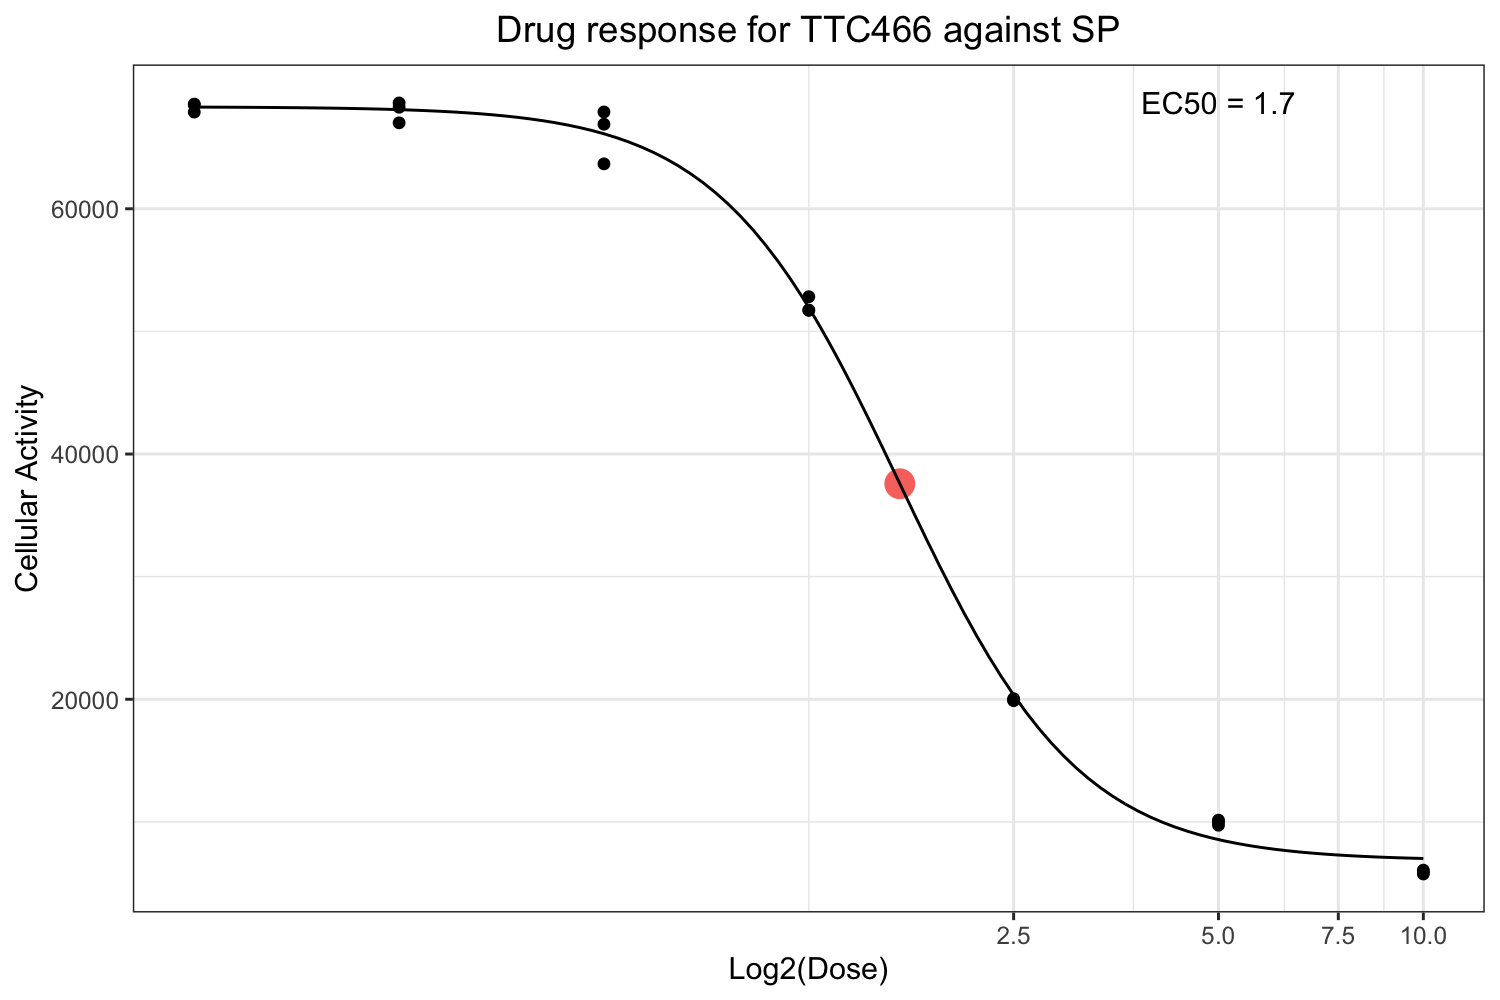 Drug response for TTC466 against SP
EC50 = 1.7
60000
40000
20000
Cellular Activity
2.5 5.0 7.5 10.0
Log2(Dose)